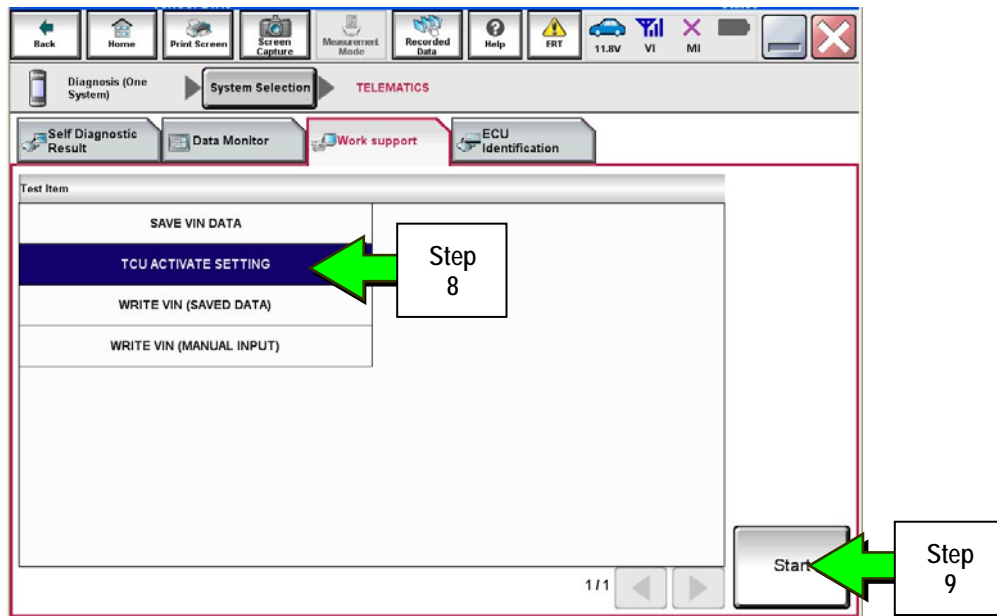 Back
Home
Print Screen
Screen
Capture
Measurement
Mode
Recorded
Data
Help
ERT
11.8V
VI
MI
Diagnosis (One
System)
System Selection
TELEMATICS
Self Diagnostic
Result
Data Monitor
Work support
ECU
Identification
Test Item
SAVE VIN DATA
TCU ACTIVATE SETTING
WRITE VIN (SAVED DATA)
WRITE VIN (MANUAL INPUT)
Step
8
1/1
Start
Step
9